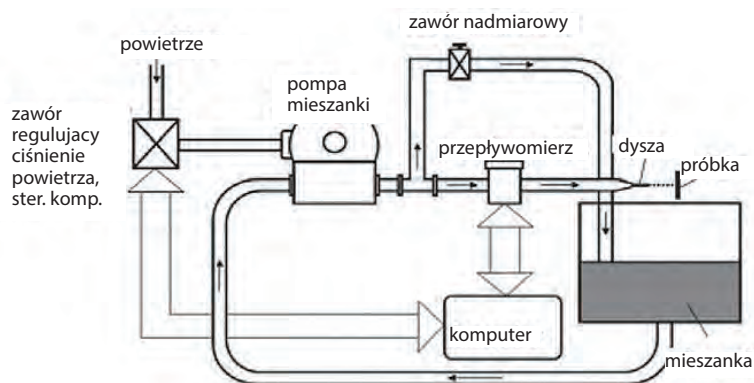 zawór nadmiarowy
powietrze
pompa
mieszanki
zawór
regulujacy
ciśnienie
powietrza,
ster. komp.
przepływomierz
dysza
próbka
komputer
mieszanka